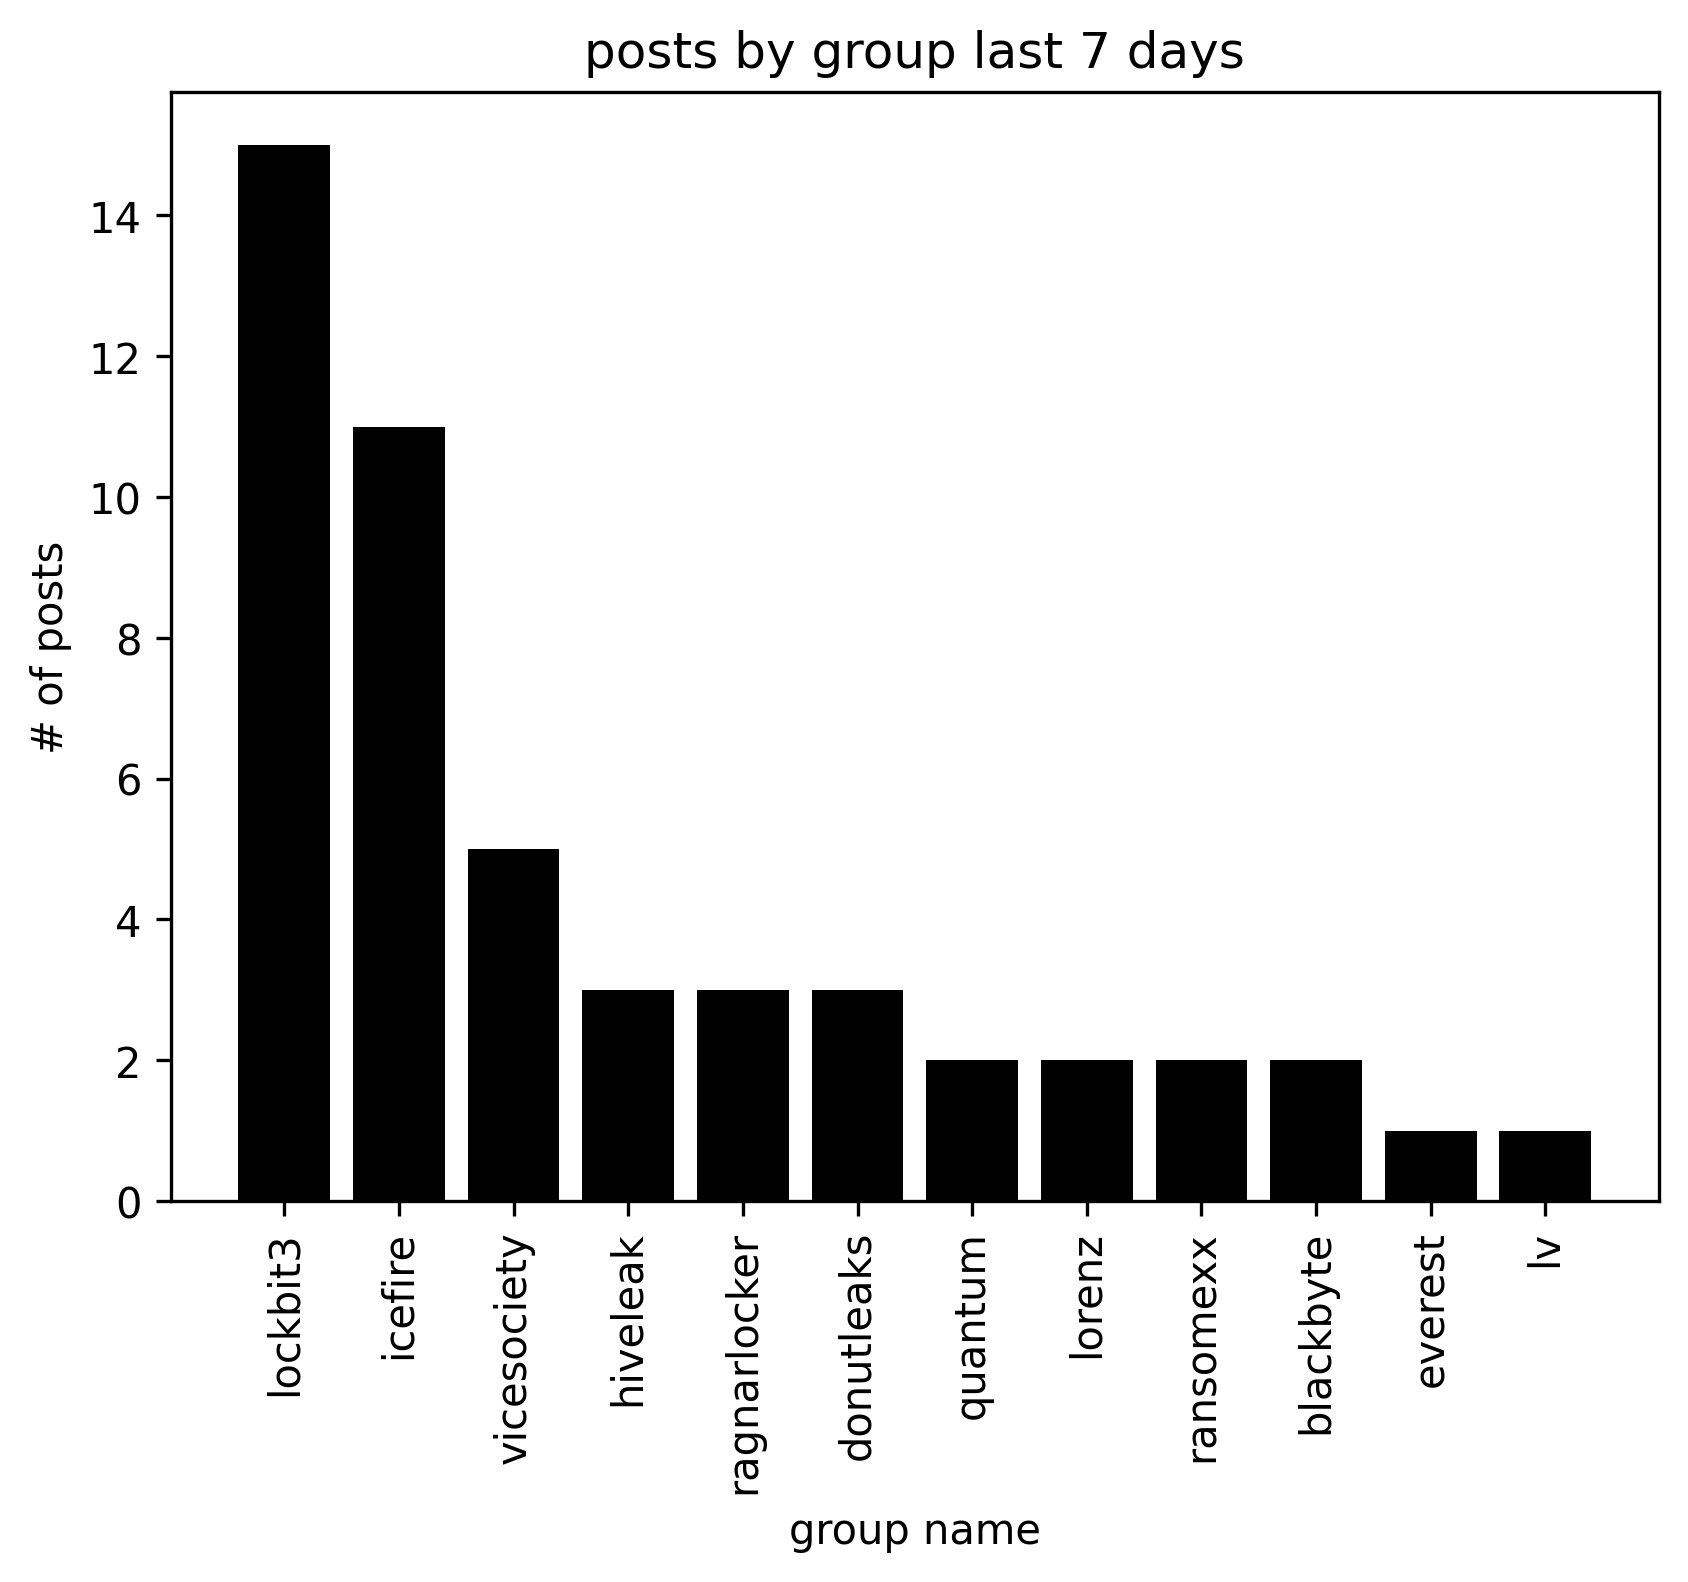 posts by group last 7 days
# of posts
14
12
10
8
6
4
2
0
lockbit3
icefire
vicesociety
hiveleak
ragnarlocker
donutleaks
quantum
lorenz
ransomexx
blackbyte
everest
lv
group name